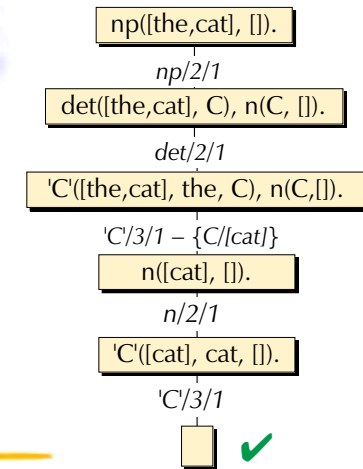 np([the,cat], []).
np/2/1
det([the,cat], C), n(C, []).
det/2/1
'C'([the,cat], the, C), n(C,[]).
'C'/3/1 – {C/[cat]}
n([cat], []).
n/2/1
'C'([cat], cat, []).
'C'/3/1